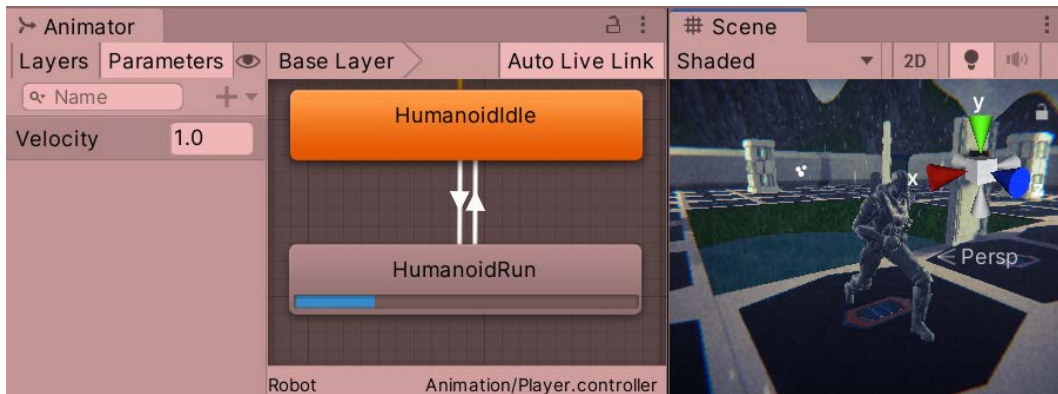 Animator
Layers Parameters
Name
Velocity 1.0
Base Layer Auto Live Link
HumanoidIdle
HumanoidRun
Robot Animation/Player.controller
Scene
Shaded 2D
y
x z
Persp